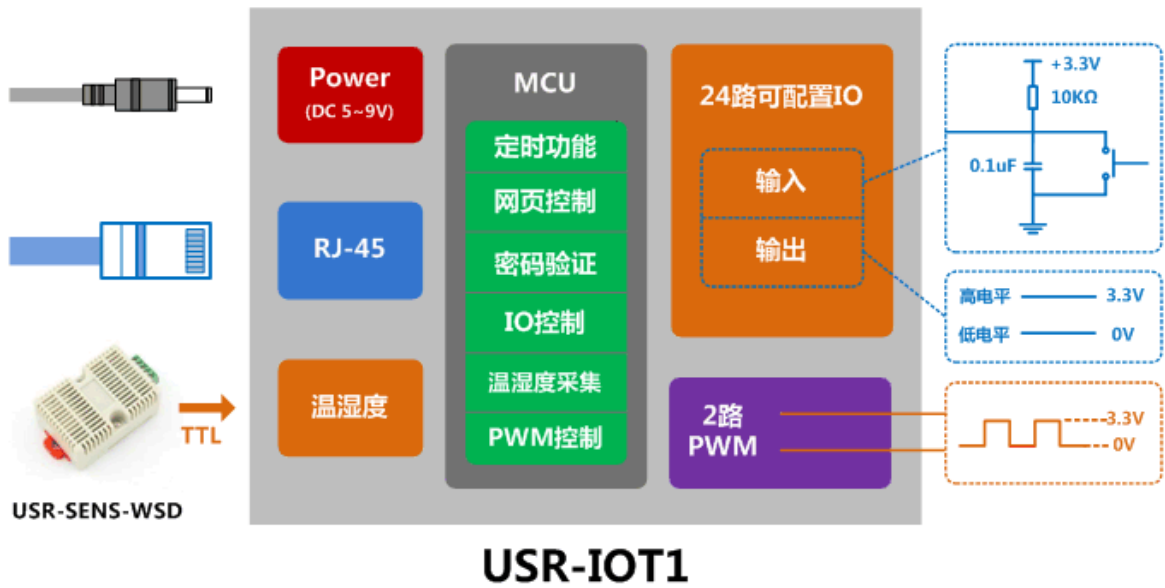 Power
(DC 5~9V)
RJ-45
温湿度
TTL
USR-SENS-WSD
MCU
定时功能
网页控制
密码验证
IO控制
温湿度采集
PWM控制
24路可配置IO
输入
输出
2路
PWM
+3.3V
10KΩ
0.1uF
高电平 3.3V
低电平 0V
3.3V
0V
USR-IOT1